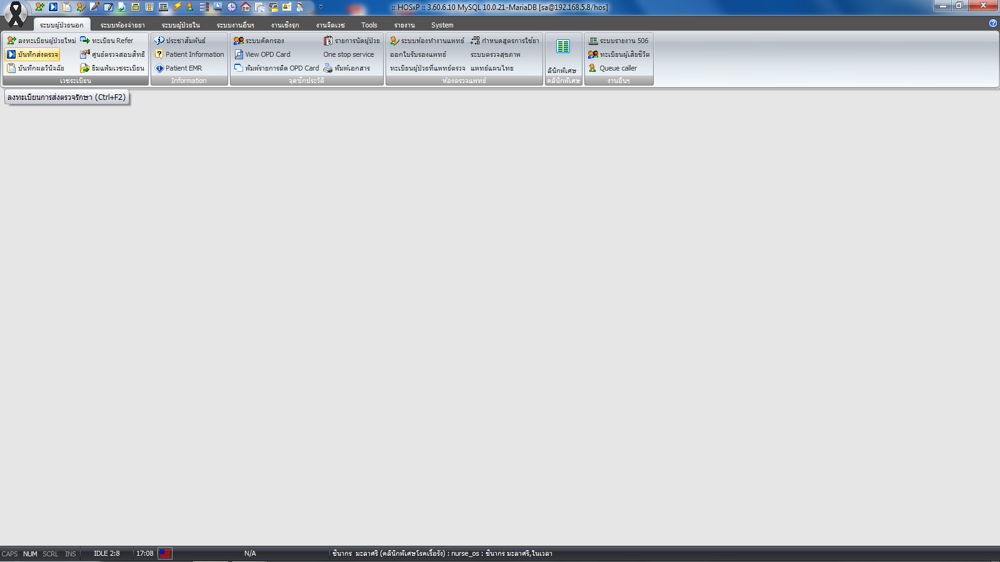 :: HOSxP :: 3.60.6.10 MySQL 10.0.21-MariaDB [sa@192.168.5.8/hos]
ระบบผู้ป่วยนอก ระบบห้องจ่ายยา ระบบผู้ป่วยใน ระบบงานอื่นๆ งานเชิงรุก งานจิตเวช Tools รายงาน System
ลงทะเบียนผู้ป่วยใหม่ ทะเบียน Refer ประชาสัมพันธ์ ระบบคัดกรอง รายการนัดผู้ป่วย ระบบห้องทำงานแพทย์ กำหนดสูตรการใช้ยา ระบบรายงาน 506
บันทึกส่งตรวจ ศูนย์ตรวจสอบสิทธิ์ Patient Information View OPD Card One stop service ออกใบรับรองแพทย์ ระบบตรวจสุขภาพ ทะเบียนผู้เสียชีวิต
บันทึกผลวินิจฉัย ยืมแฟ้มเวชระเบียน Patient EMR พิมพ์รายการติด OPD Card พิมพ์เอกสาร ทะเบียนผู้ป่วยที่แพทย์ตรวจ แพทย์แผนไทย ลินิกพิเศษ Queue caller
เวชระเบียน Information จุดซักประวัติ ห้องตรวจแพทย์ คลินิกพิเศษ งานอื่นๆ
ลงทะเบียนการส่งตรวจรักษา (Ctrl+F2)
CAPS NUM SCRL INS IDLE 2:8 17:08 N/A ชินากร มะลาศรี (คลินิกพิเศษโรคเรื้อรัง) : nurse_os : ชินากร มะลาศรี,ในเวลา